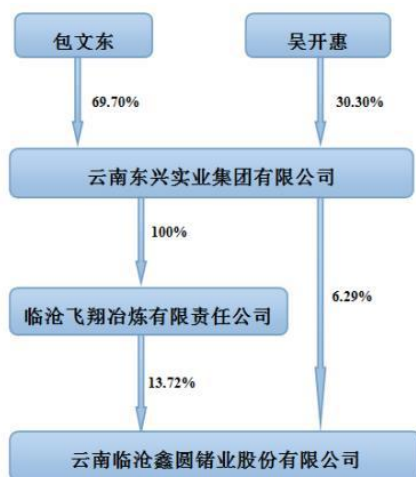 包文东
吴开惠
69.70%
30.30%
云南东兴实业集团有限公司
100%
临沧飞翔冶炼有限责任公司
6.29%
13.72%
云南临沧鑫圆锗业股份有限公司